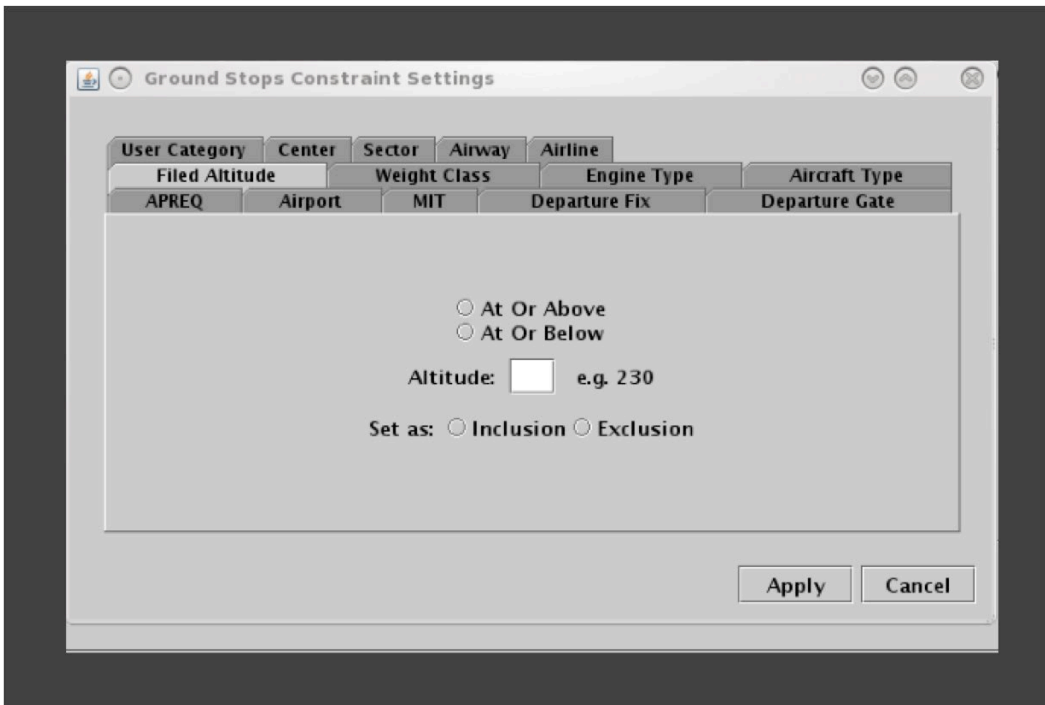 Ground Stops Constraint Settings
User Category Center Sector Airway Airline
Filed Altitude Weight Class Engine Type Aircraft Type
APREQ Airport MIT Departure Fix Departure Gate
At Or Above
At Or Below
Altitude: e.g. 230
Set as: Inclusion Exclusion
Apply Cancel